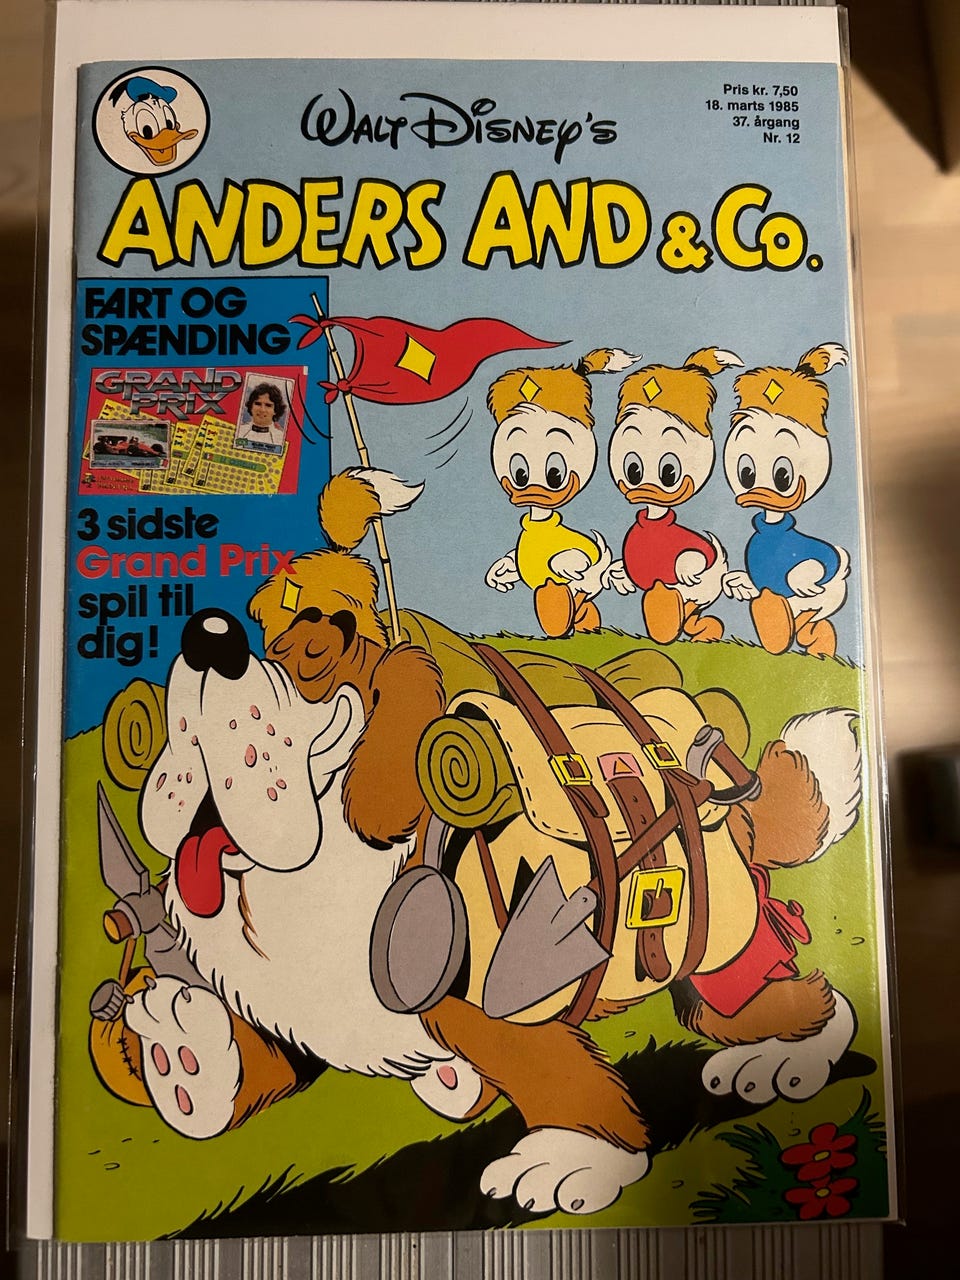 WALT DISNEY'S
Pris kr. 7,50
18. marts 1985
37. årgang
Nr. 12
ANDERS AND & CO.
FART OG
SPÆNDING
GRAND
PRIX
3 sidste
Grand Prix
spil til
dig!